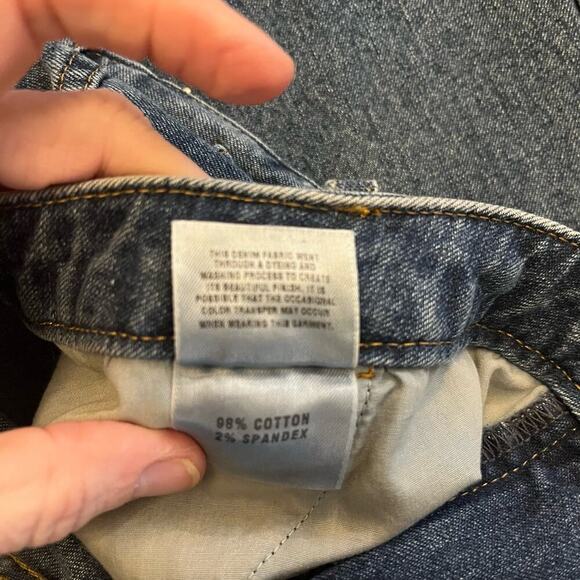 THIS DENIM FABRIC WENT
THROUGH A DYEING AND
WASHING PROCESS TO CREATE
ITS BEAUTIFUL FINISH. IT IS
POSSIBLE THAT THE OCCASIONAL
COLOR TRANSFER MAY OCCUR
WHEN WEARING THIS GARMENT.
98% COTTON
2% SPANDEX